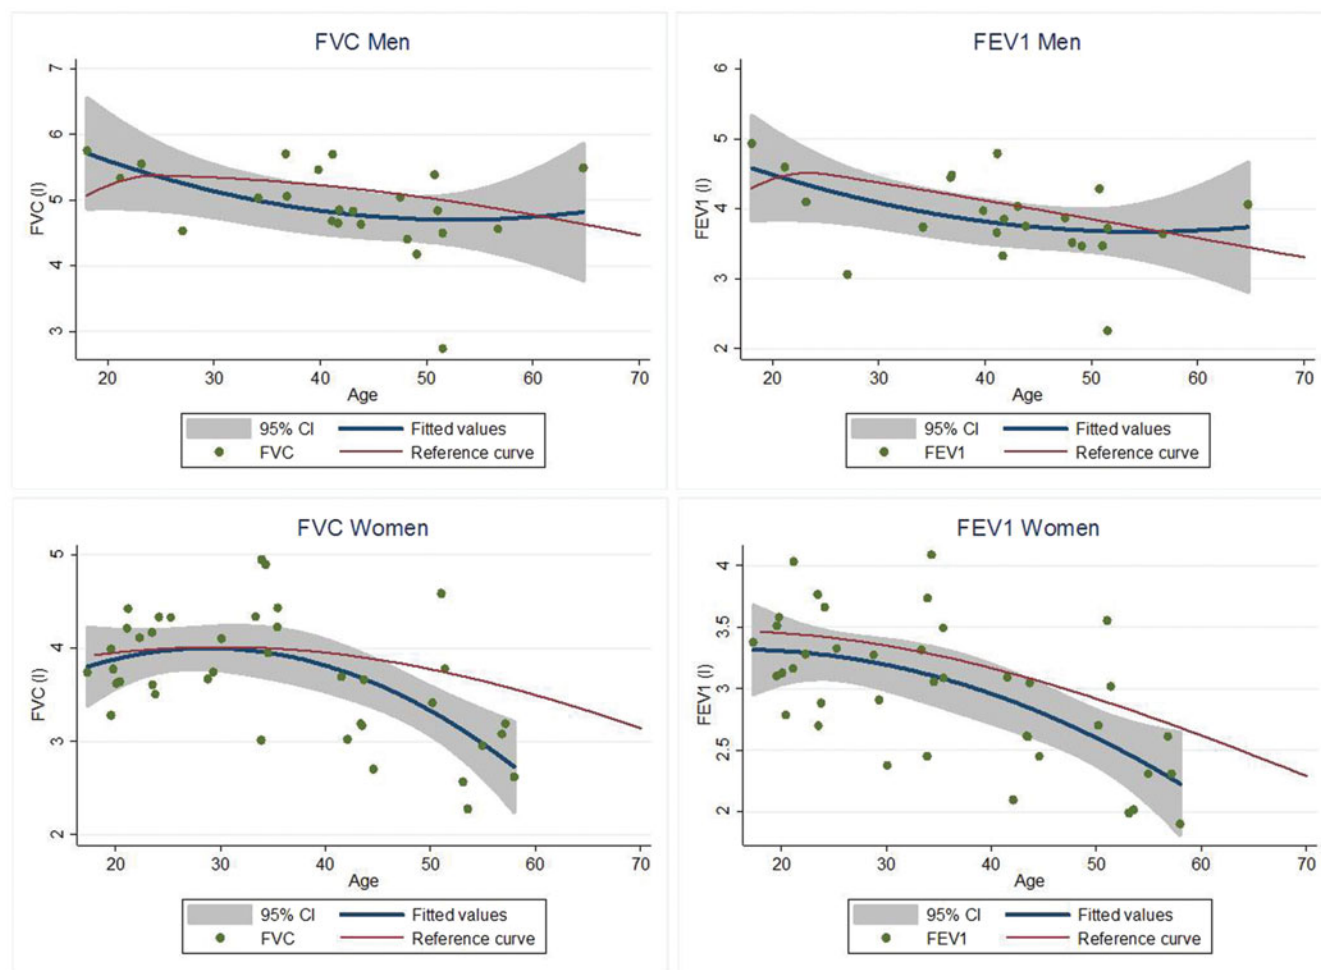 FVC Men
FVC (l)
7
6
5
4
3
20 30 40 50 60 70
Age
95% CI Fitted values
FVC Reference curve
FEV1 Men
FEV1 (l)
6
5
4
3
2
20 30 40 50 60 70
Age
95% CI Fitted values
FEV1 Reference curve
FVC Women
FVC (l)
5
4
3
2
20 30 40 50 60 70
Age
95% CI Fitted values
FVC Reference curve
FEV1 Women
FEV1 (l)
4
3.5
3
2.5
2
20 30 40 50 60 70
Age
95% CI Fitted values
FEV1 Reference curve